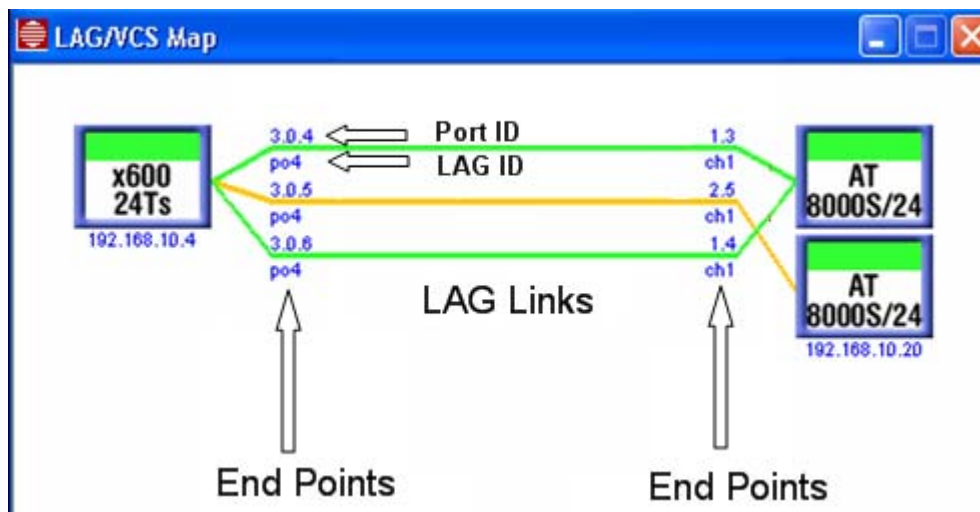 LAG/VCS Map
3.0.4
Port ID
1.3
po4
LAG ID
ch1
x600
24Ts
192.168.10.4
3.0.5
2.5
po4
ch1
AT
8000S/24
3.0.6
1.4
po4
ch1
LAG Links
AT
8000S/24
192.168.10.20
End Points
End Points